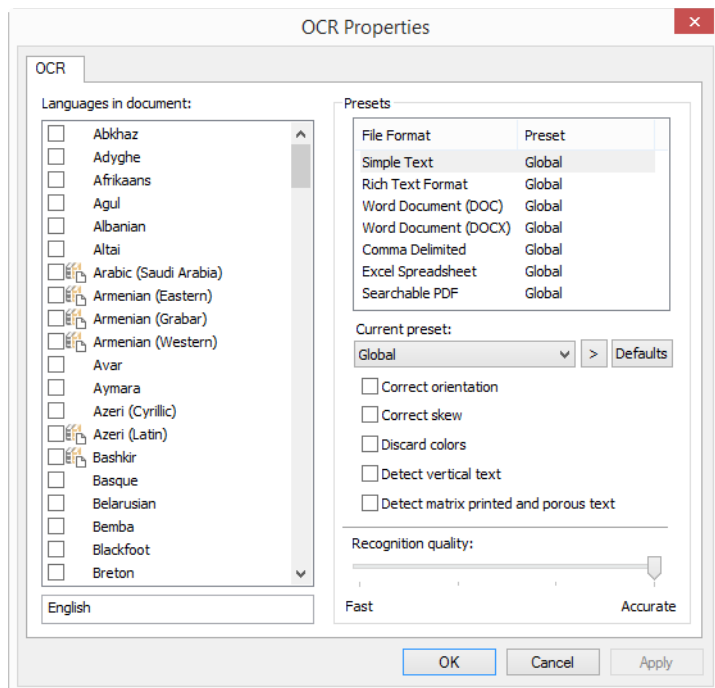 OCR Properties
OCR
Languages in document:
Abkhaz
Adyghe
Afrikaans
Agul
Albanian
Altai
Arabic (Saudi Arabia)
Armenian (Eastern)
Armenian (Grabar)
Armenian (Western)
Avar
Aymara
Azeri (Cyrillic)
Azeri (Latin)
Bashkir
Basque
Belarusian
Bemba
Blackfoot
Breton
English
Presets
File Format Preset
Simple Text Global
Rich Text Format Global
Word Document (DOC) Global
Word Document (DOCX) Global
Comma Delimited Global
Excel Spreadsheet Global
Searchable PDF Global
Current preset:
Global > Defaults
Correct orientation
Correct skew
Discard colors
Detect vertical text
Detect matrix printed and porous text
Recognition quality:
Fast Accurate
OK Cancel Apply